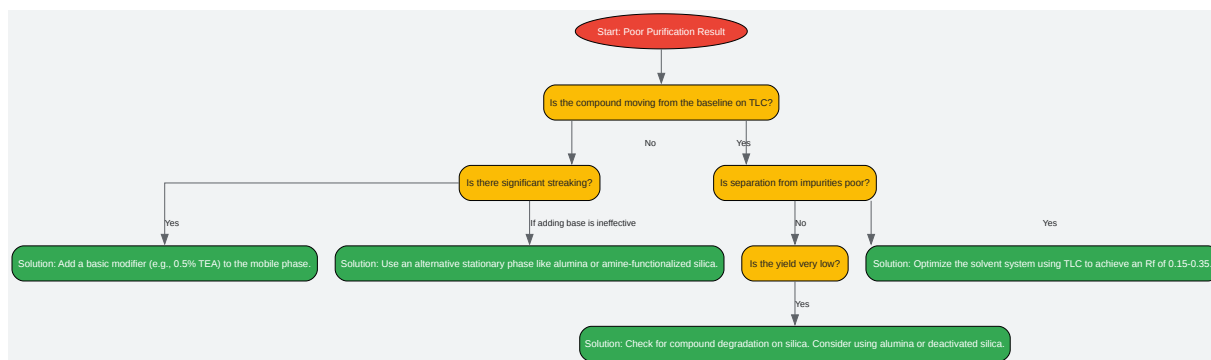 Start: Poor Purification Result
Is the compound moving from the baseline on TLC?
No
Yes
Is there significant streaking?
Is separation from impurities poor?
Yes
If adding base is ineffective
No
Yes
Solution: Add a basic modifier (e.g., 0.5% TEA) to the mobile phase.
Solution: Use an alternative stationary phase like alumina or amine-functionalized silica.
Is the yield very low?
Solution: Optimize the solvent system using TLC to achieve an Rf of 0.15-0.35.
Yes
Solution: Check for compound degradation on silica. Consider using alumina or deactivated silica.